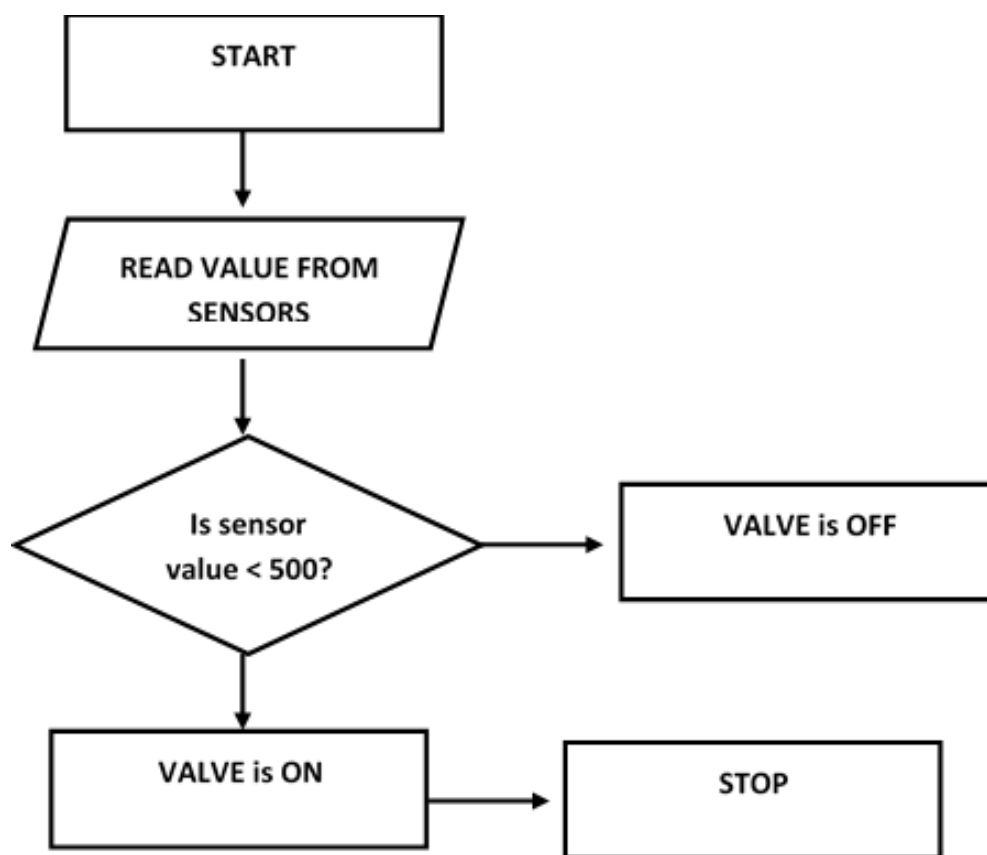 START
READ VALUE FROM
SENSORS
Is sensor
value < 500?
VALVE is OFF
VALVE is ON
STOP